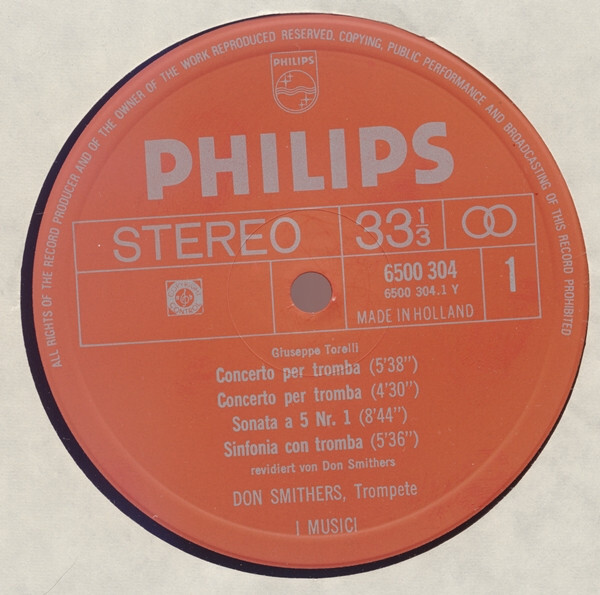 ALL RIGHTS OF THE RECORD PRODUCER AND OF THE OWNER OF THE WORK REPRODUCED RESERVED. COPYING, PUBLIC PERFORMANCE AND BROADCASTING OF THIS RECORD PROHIBITED
PHILIPS
PHILIPS
STEREO 33 1/3
6500 304 1
6500 304.1 Y
MADE IN HOLLAND
Giuseppe Torelli
Concerto per tromba (5'38")
Concerto per tromba (4'30")
Sonata a 5 Nr. 1 (8'44")
Sinfonia con tromba (5'36")
revidiert von Don Smithers
DON SMITHERS, Trompete
I MUSICI